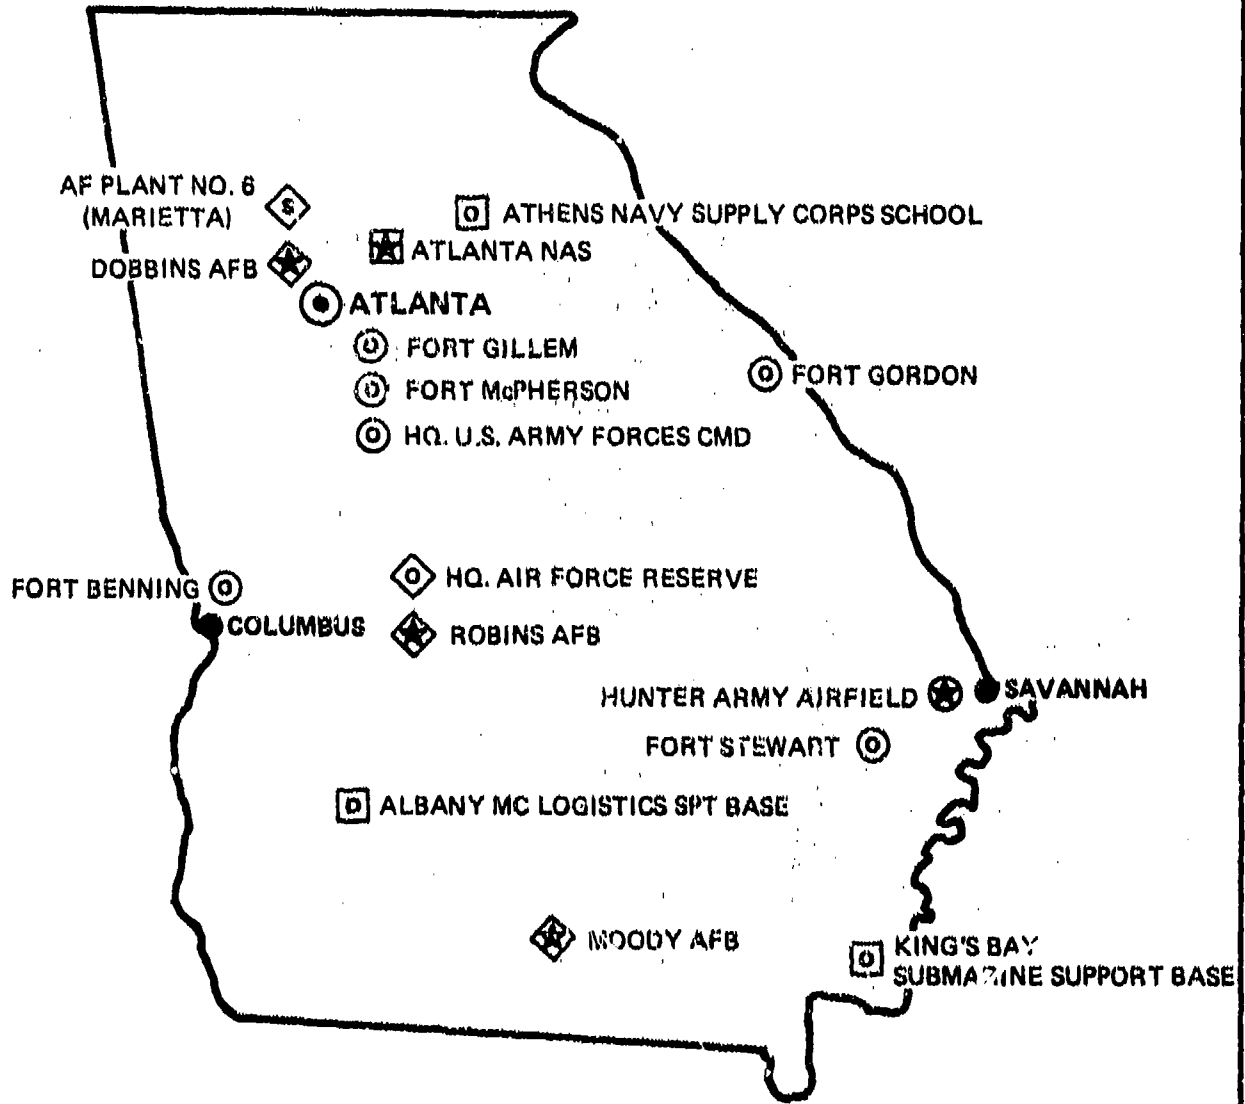 AF PLANT NO. 6
(MARIETTA)
S
O
ATHENS NAVY SUPPLY CORPS SCHOOL
ATLANTA NAS
DOBBINS AFB
ATLANTA
O
FORT GILLEM
O
FORT McPHERSON
O
HQ. U.S. ARMY FORCES CMD
O
FORT GORDON
O
HQ. AIR FORCE RESERVE
FORT BENNING
O
COLUMBUS
ROBINS AFB
HUNTER ARMY AIRFIELD
SAVANNAH
FORT STEWART
O
O
ALBANY MC LOGISTICS SPT BASE
MOODY AFB
O
KING'S BAY
SUBMARINE SUPPORT BASE